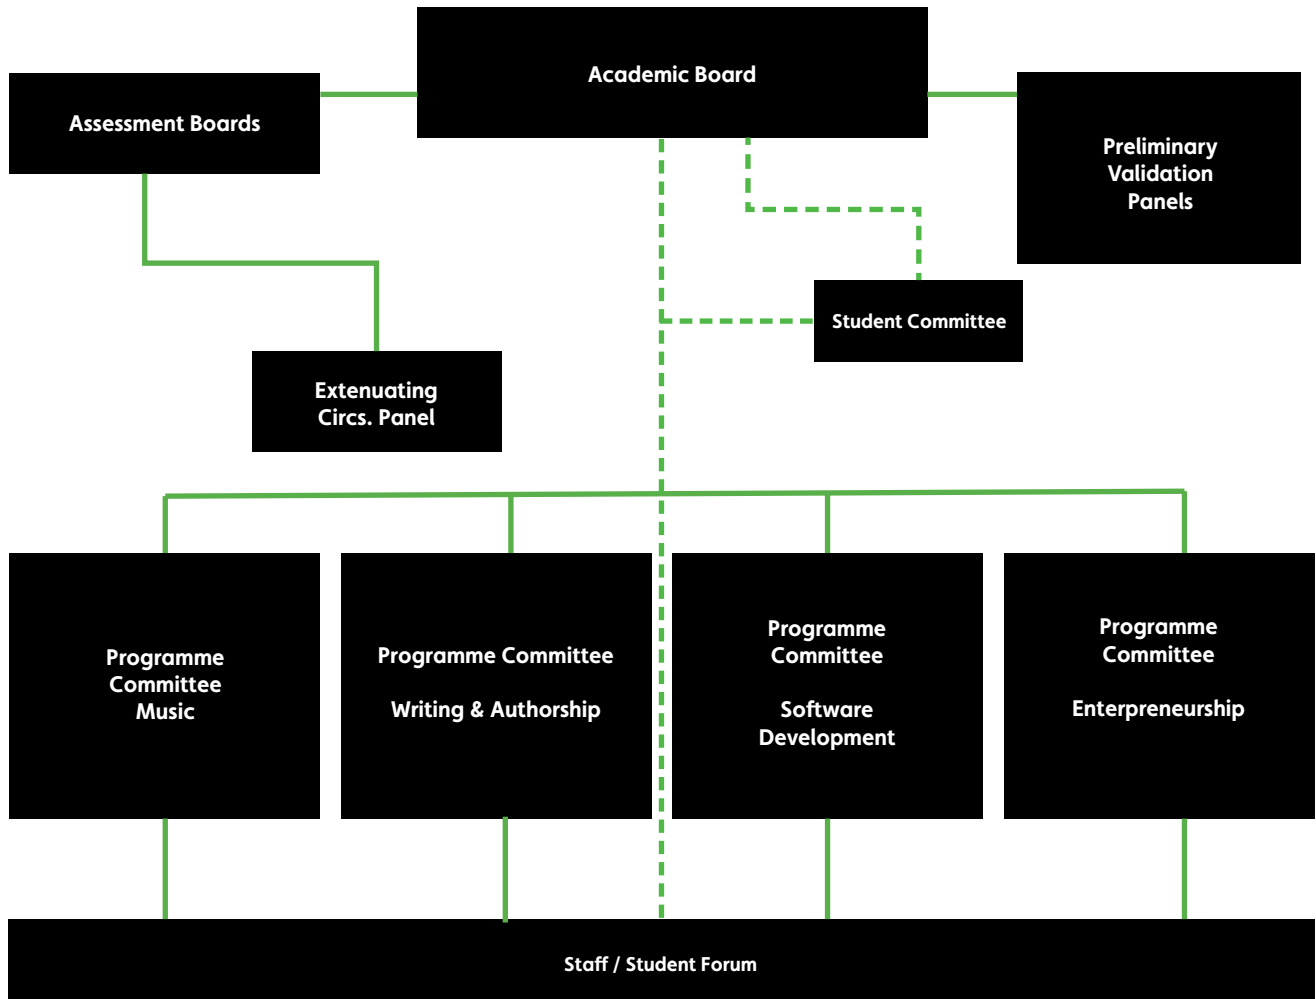 Academic Board
Assessment Boards
Preliminary
Validation
Panels
Student Committee
Extenuating
Circs. Panel
Programme
Committee
Music
Programme Committee
Writing & Authorship
Programme
Committee
Software
Development
Programme
Committee
Enterpreneurship
Staff / Student Forum